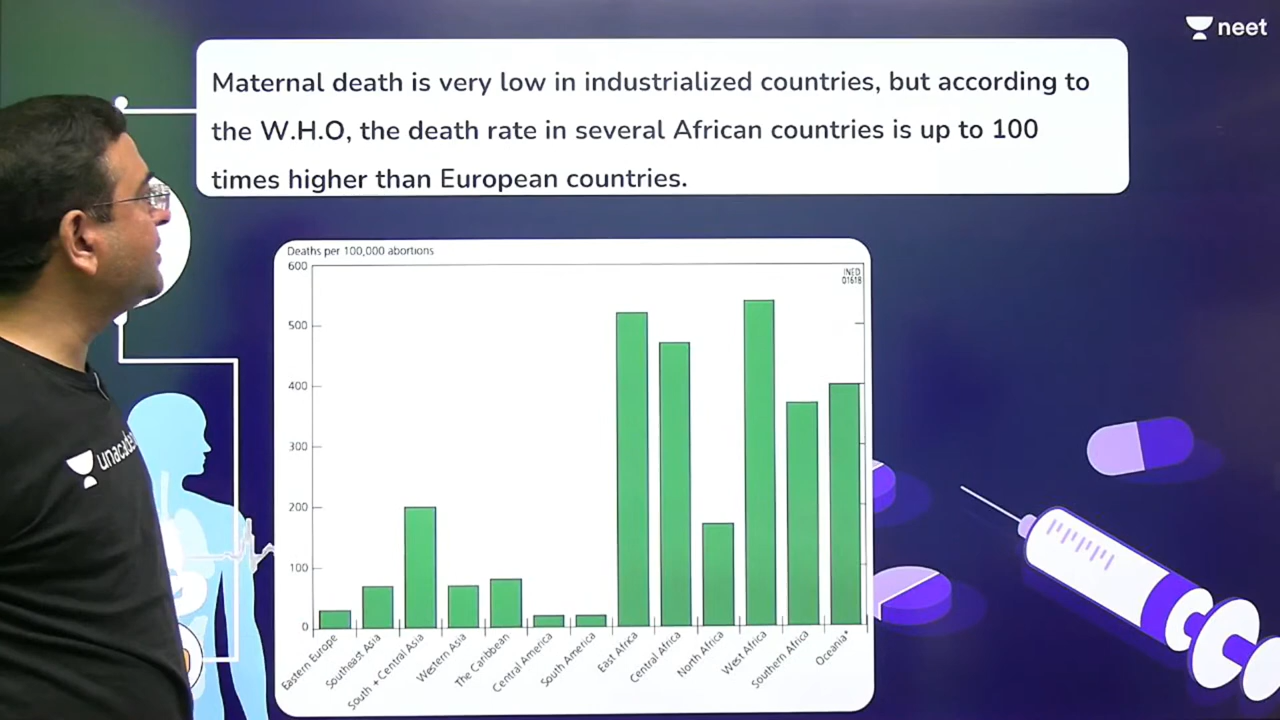 neet
Maternal death is very low in industrialized countries, but according to
the W.H.O, the death rate in several African countries is up to 100
times higher than European countries.
Deaths per 100,000 abortions
600
500
400
300
200
100
0
INED
01618
Eastern Europe
Southeast Asia
South + Central Asia
Western Asia
The Caribbean
Central America
South America
East Africa
Central Africa
North Africa
West Africa
Southern Africa
Oceania*